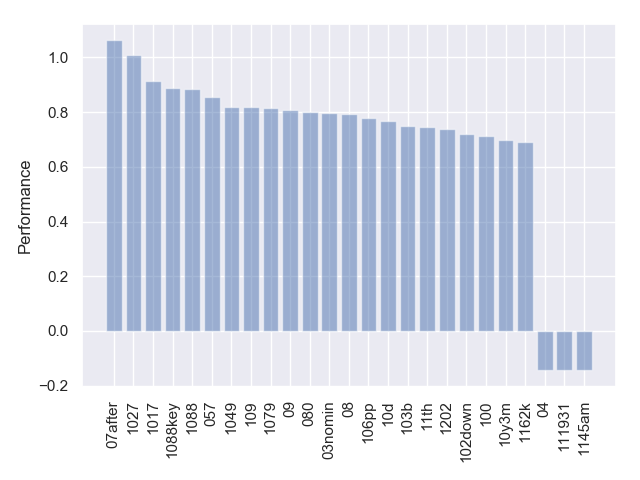 Performance
1.0
0.8
0.6
0.4
0.2
0.0
−0.2
07after
1027
1017
1088key
1088
057
1049
109
1079
09
080
03nomin
08
106pp
10d
103b
11th
1202
102down
100
10y3m
1162k
04
111931
1145am